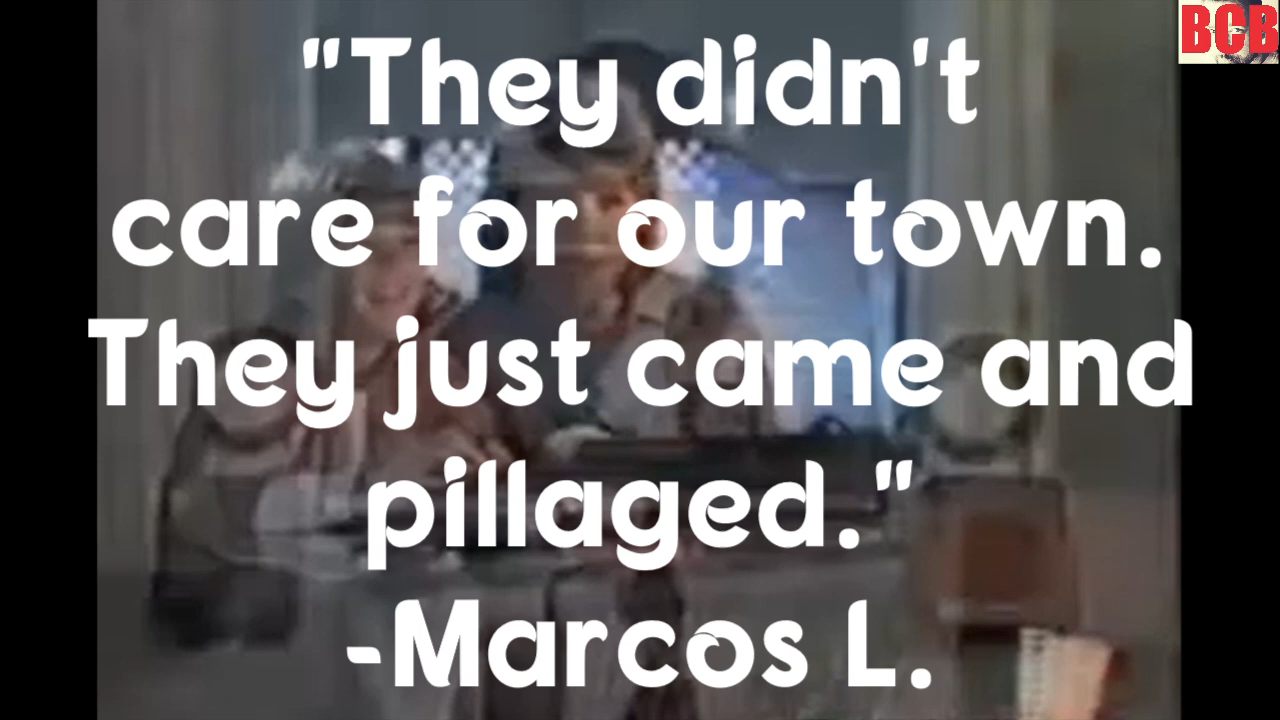 BCB
"They didn't
care for our town.
They just came and
pillaged."
-Marcos L.